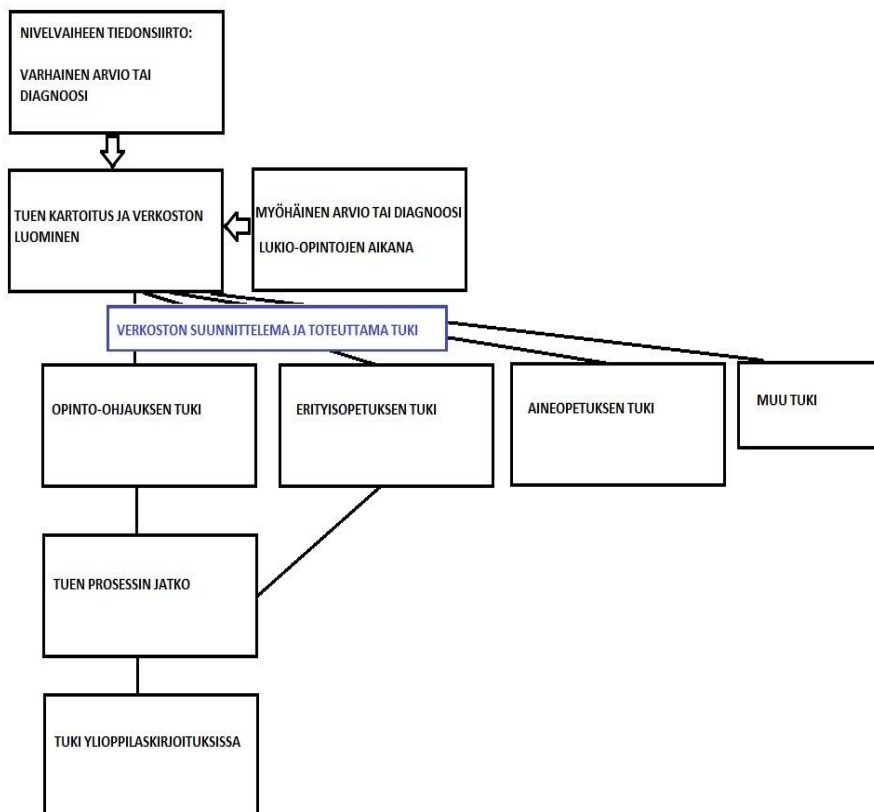 NIVELVAIHEEN TIEDONSIIRTO:
VARHAINEN ARVIO TAI
DIAGNOOSI
TUEN KARTOITUS JA VERKOSTON
LUOMINEN
MYÖHÄINEN ARVIO TAI DIAGNOOSI
LUKIO-OPINTOJEN AIKANA
VERKOSTON SUUNNITTELEMA JA TOTEUTTAMA TUKI
OPINTO-OHJAUKSEN TUKI
ERITYISOPETUKSEN TUKI
AINEOPETUKSEN TUKI
MUU TUKI
TUEN PROSESSIN JATKO
TUKI YLIOPPILASKIRJOITUKSISSA